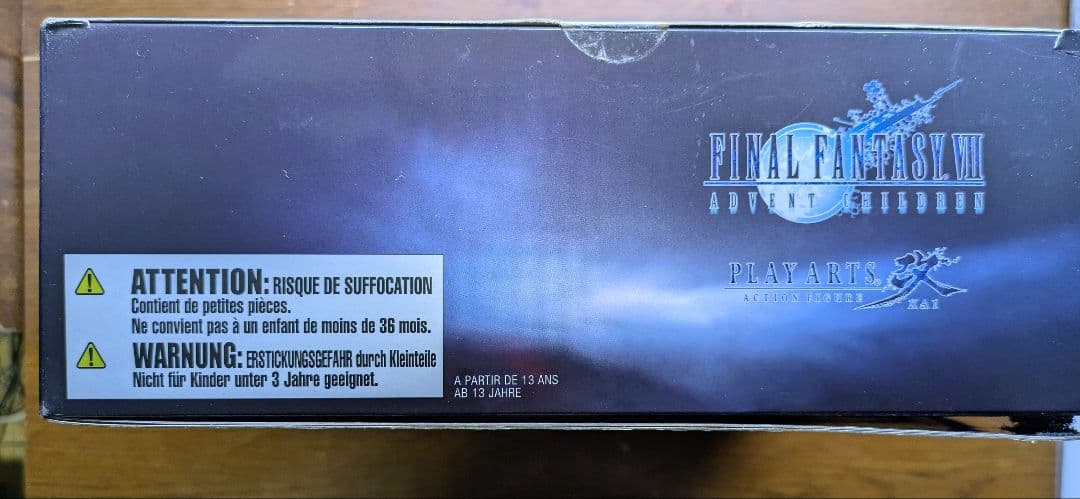 FINAL FANTASY. VII
ADVENT CHILDREN
PLAY ARTS® 改
ACTION FIGURE KAI
ATTENTION: RISQUE DE SUFFOCATION
Contient de petites pièces.
Ne convient pas à un enfant de moins de 36 mois.
WARNUNG: ERSTICKUNGSGEFAHR durch Kleinteile
Nicht für Kinder unter 3 Jahre geeignet.
A PARTIR DE 13 ANS
AB 13 JAHRE